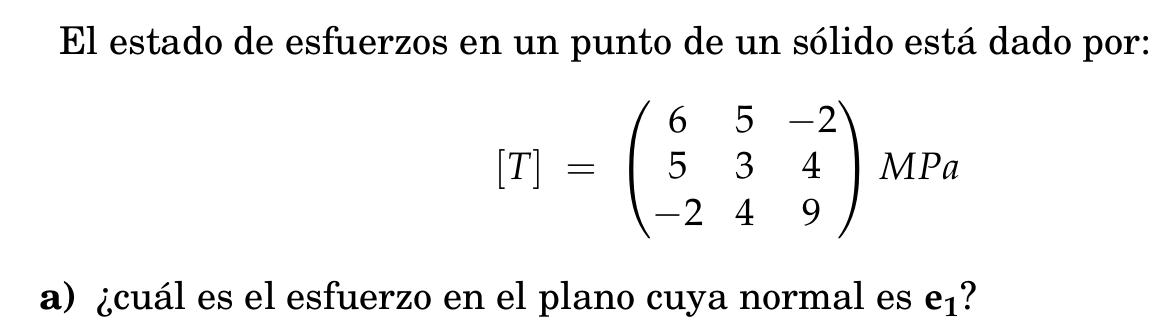 El estado de esfuerzos en un punto de un sólido está dado por:
[T] = ( 6 5 −2
5 3 4
−2 4 9 ) MPa
a) ¿cuál es el esfuerzo en el plano cuya normal es e₁?